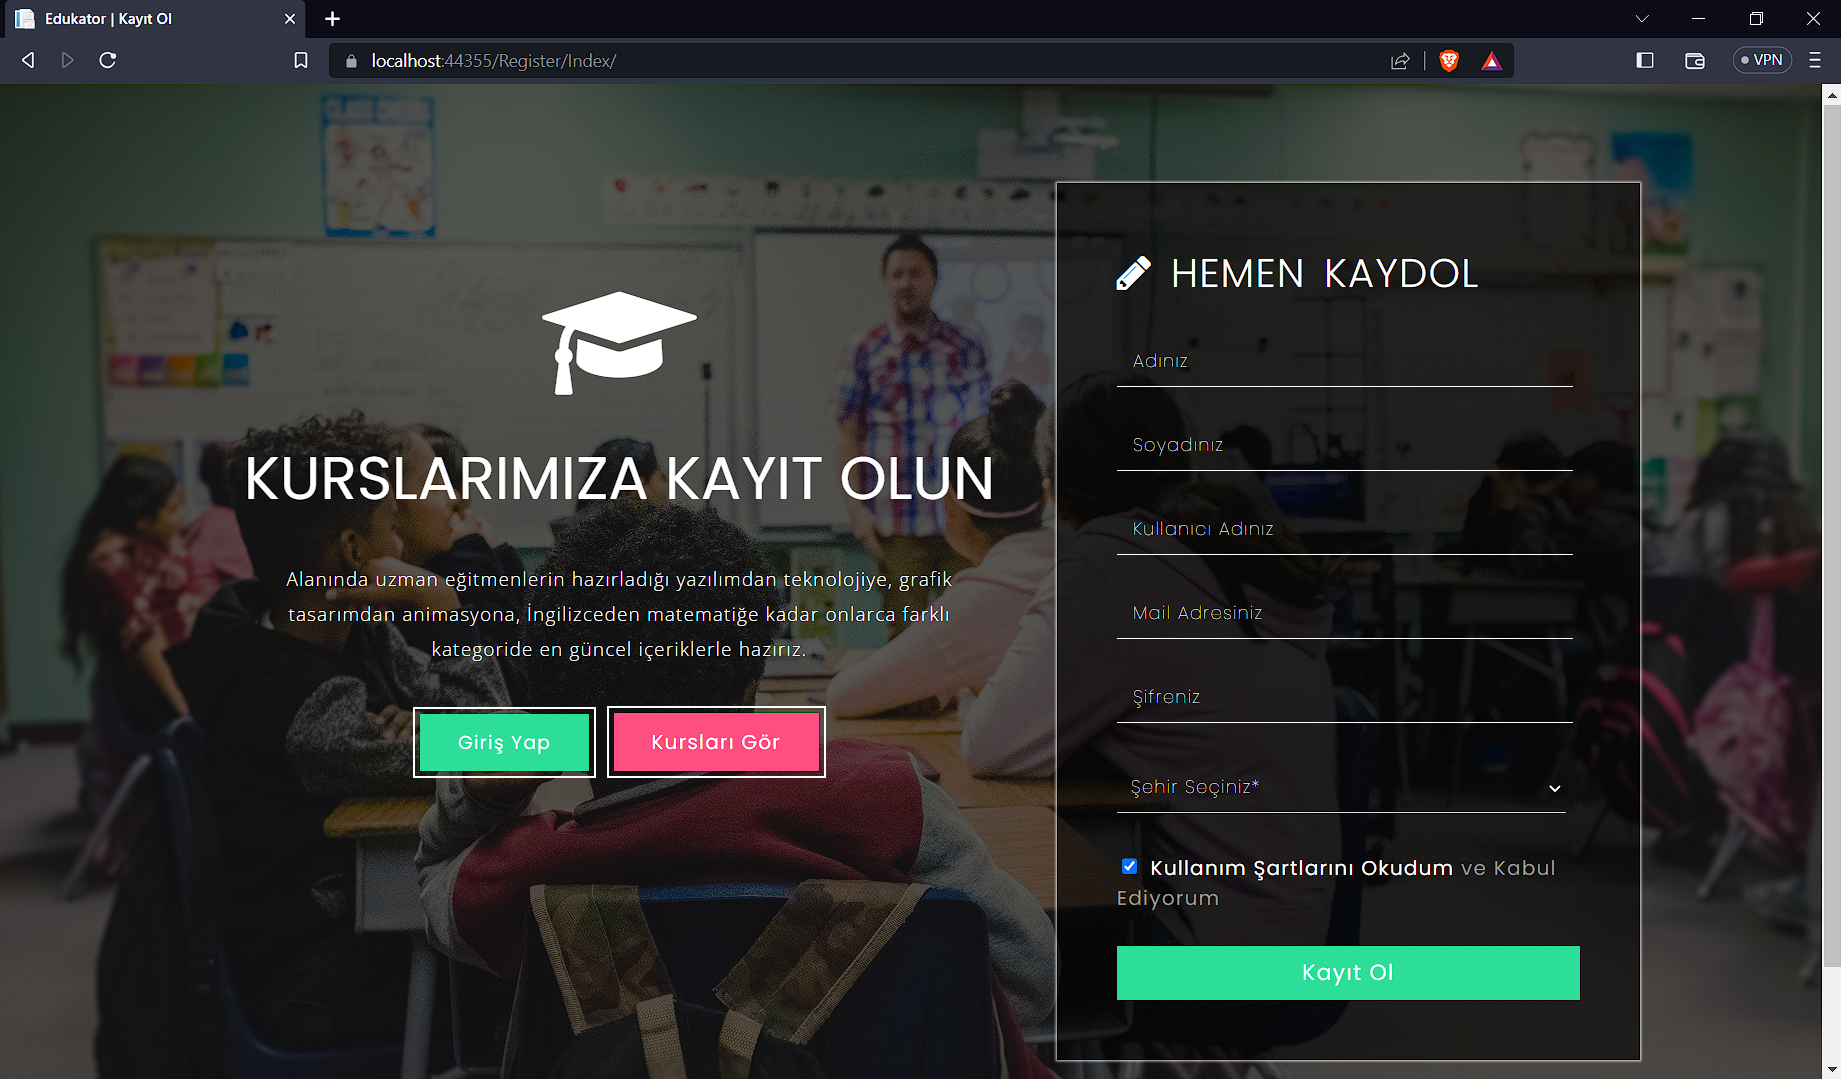 Edukator | Kayıt Ol
localhost:44355/Register/Index/
VPN
CLASS
KURSLARIMIZA KAYIT OLUN
Alanında uzman eğitmenlerin hazırladığı yazılımdan teknolojiye, grafik
tasarımdan animasyona, İngilizceden matematiğe kadar onlarca farklı
kategoride en güncel içeriklerle hazırız.
Giriş Yap
Kursları Gör
HEMEN KAYDOL
Adınız
Soyadınız
Kullanıcı Adınız
Mail Adresiniz
Şifreniz
Şehir Seçiniz*
Kullanım Şartlarını Okudum ve Kabul
Ediyorum
Kayıt Ol